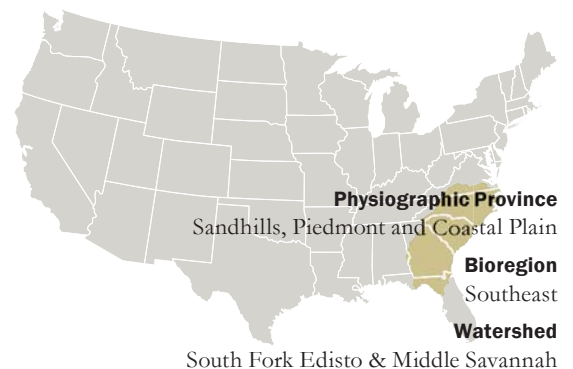 Physiographic Province
Sandhills, Piedmont and Coastal Plain
Bioregion
Southeast
Watershed
South Fork Edisto & Middle Savannah